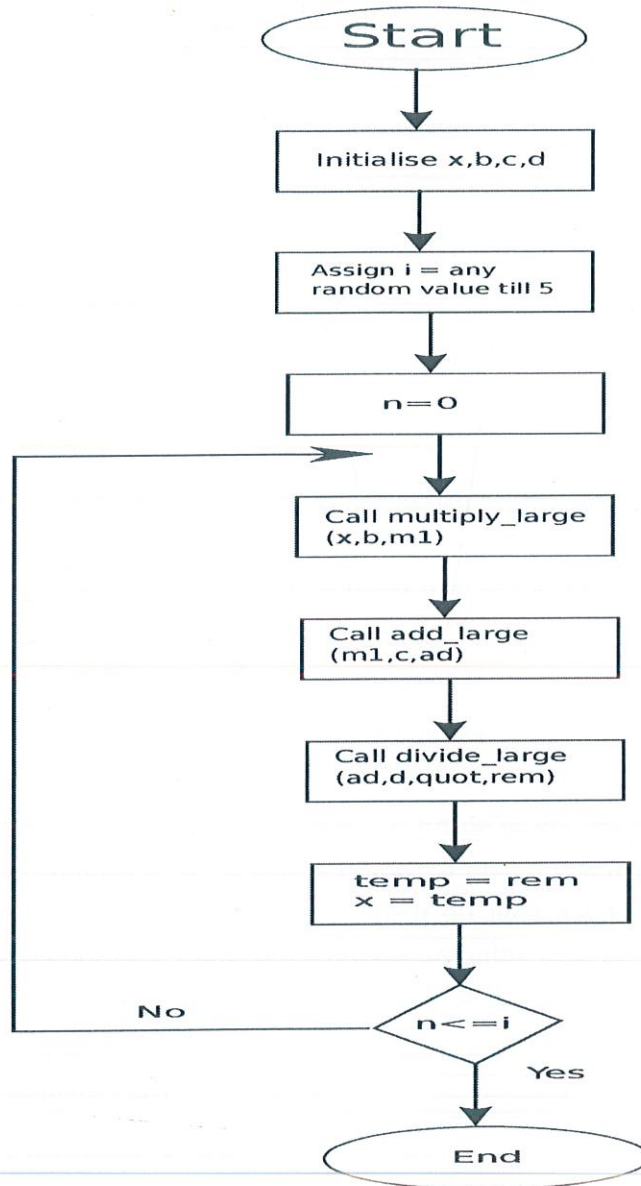 Start
Initialise x,b,c,d
Assign i = any
random value till 5
n=0
Call multiply_large
(x,b,m1)
Call add_large
(m1,c,ad)
Call divide_large
(ad,d,quot,rem)
temp = rem
x = temp
n<=i
No
Yes
End